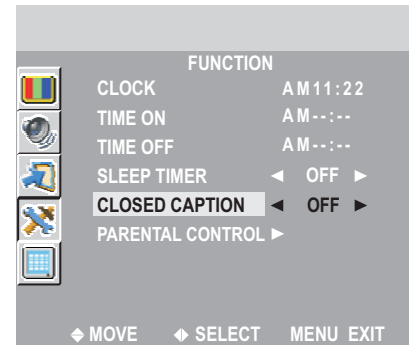 FUNCTION
CLOCK AM11:22
TIME ON AM--:--
TIME OFF AM--:--
SLEEP TIMER ◄ OFF ►
CLOSED CAPTION ◄ OFF ►
PARENTAL CONTROL ►
MOVE SELECT MENU EXIT